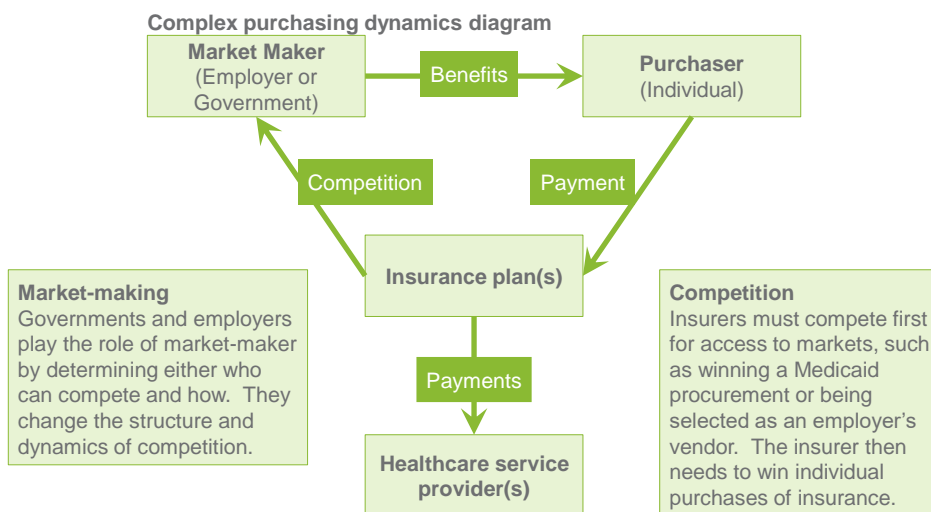 Complex purchasing dynamics diagram
Market Maker
(Employer or
Government)
Benefits
Purchaser
(Individual)
Competition
Payment
Insurance plan(s)
Market-making
Governments and employers
play the role of market-maker
by determining either who
can compete and how.  They
change the structure and
dynamics of competition.
Payments
Healthcare service
provider(s)
Competition
Insurers must compete first
for access to markets, such
as winning a Medicaid
procurement or being
selected as an employer’s
vendor.  The insurer then
needs to win individual
purchases of insurance.